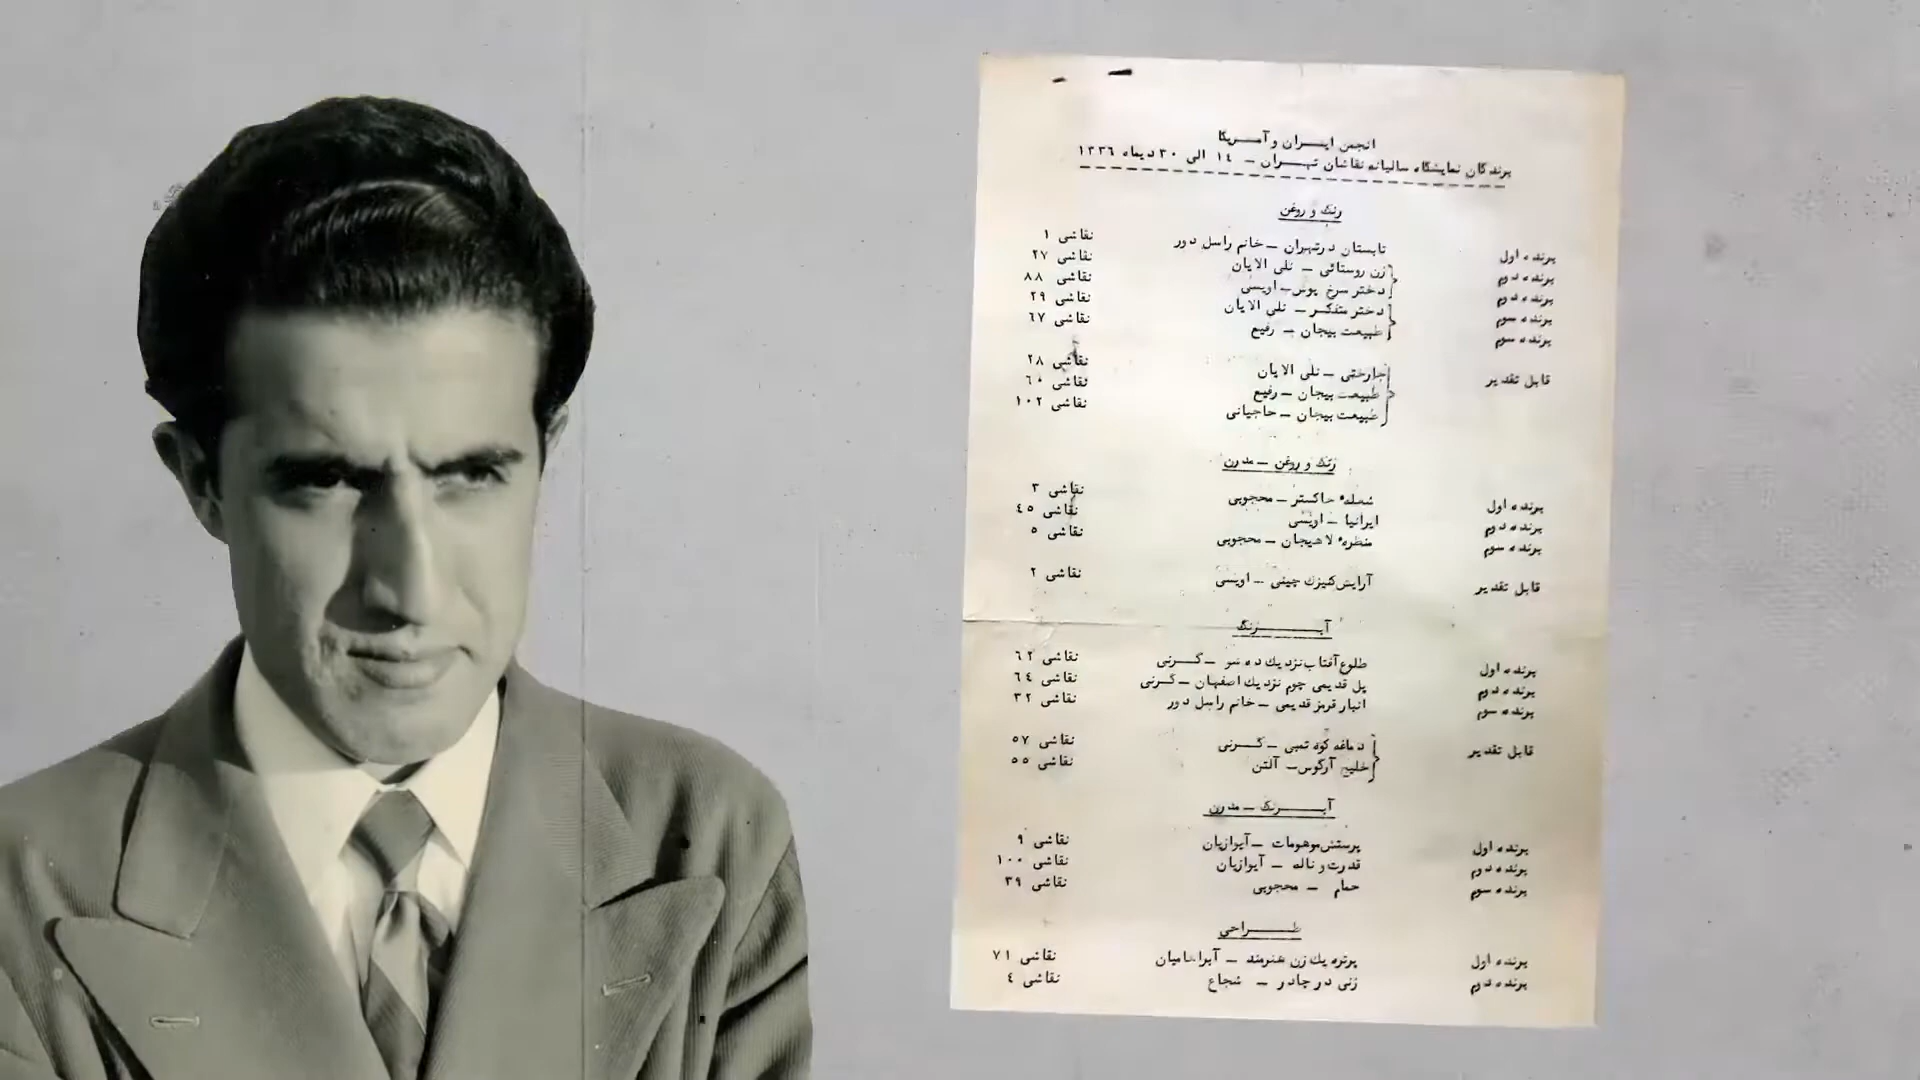 انجمن ایران و آمریکا
برندگان نمایشگاه سالیانه نقاشان تهران - ۱۴ الی ۳۰ دیماه ۱۳۳۶
رنگ و روغن
برنده اول تابستان در تهران - خانم راسل دور نقاشی ۱
برنده دوم زن روستائی - نلی الایان نقاشی ۲۷
برنده دوم دختر سرخ پوس - اویسی نقاشی ۸۸
برنده سوم دختر متفکر - نلی الایان نقاشی ۲۹
برنده سوم طبیعت بیجان - رفیع نقاشی ۶۷
قابل تقدیر جارختی - نلی الایان نقاشی ۲۸
طبیعت بیجان - رفیع نقاشی ۶۰
طبیعت بیجان - حاجیانی نقاشی ۱۰۲
رنگ و روغن - مدرن
برنده اول شعله خاکستر - محجوبی نقاشی ۳
برنده دوم ایرانیا - اویسی نقاشی ۴۵
برنده سوم منظره لاهیجان - محجوبی نقاشی ۵
قابل تقدیر آرایش کنیزك چینی - اویسی نقاشی ۲
آبرنگ
برنده اول طلوع آفتاب نزدیك ده نو - گرنی نقاشی ۶۲
برنده دوم پل قدیمی چوم نزدیك اصفهان - گرنی نقاشی ۶۴
برنده سوم انبار قرمز قدیمی - خانم راسل دور نقاشی ۳۲
قابل تقدیر دماغه کوه تمبی - گرنی نقاشی ۵۷
خلیج آرگوس - آلتن نقاشی ۵۵
آبرنگ - مدرن
برنده اول پرستش موهومات - آیوازیان نقاشی ۹
برنده دوم قدرت و ناله - آیوازیان نقاشی ۱۰۰
برنده سوم حمام - محجوبی نقاشی ۳۹
طراحی
برنده اول پرتره یك زن هنرمند - آبراهامیان نقاشی ۷۱
برنده دوم زنی در چادر - شجاع نقاشی ۴